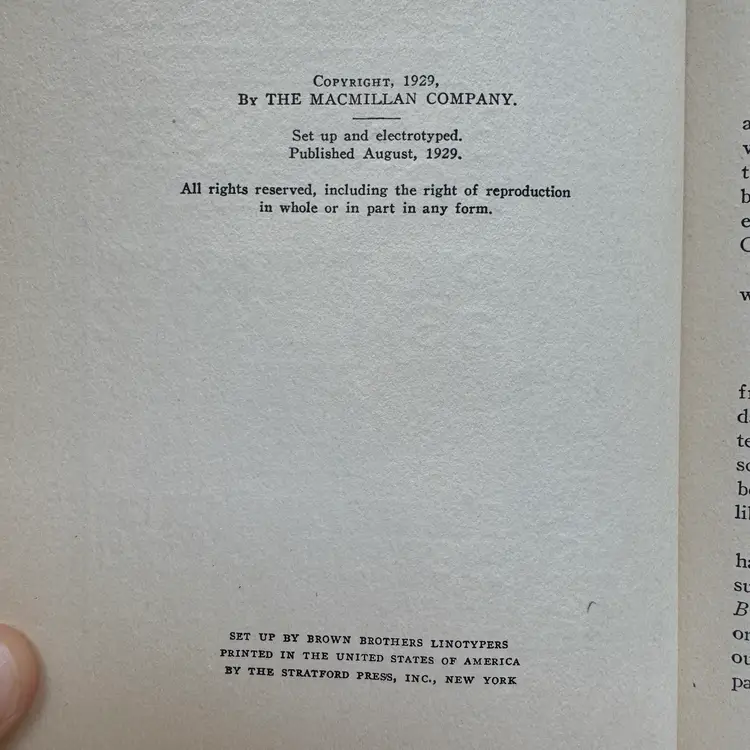 COPYRIGHT, 1929,
BY THE MACMILLAN COMPANY.
Set up and electrotyped.
Published August, 1929.
All rights reserved, including the right of reproduction
in whole or in part in any form.
SET UP BY BROWN BROTHERS LINOTYPERS
PRINTED IN THE UNITED STATES OF AMERICA
BY THE STRATFORD PRESS, INC., NEW YORK